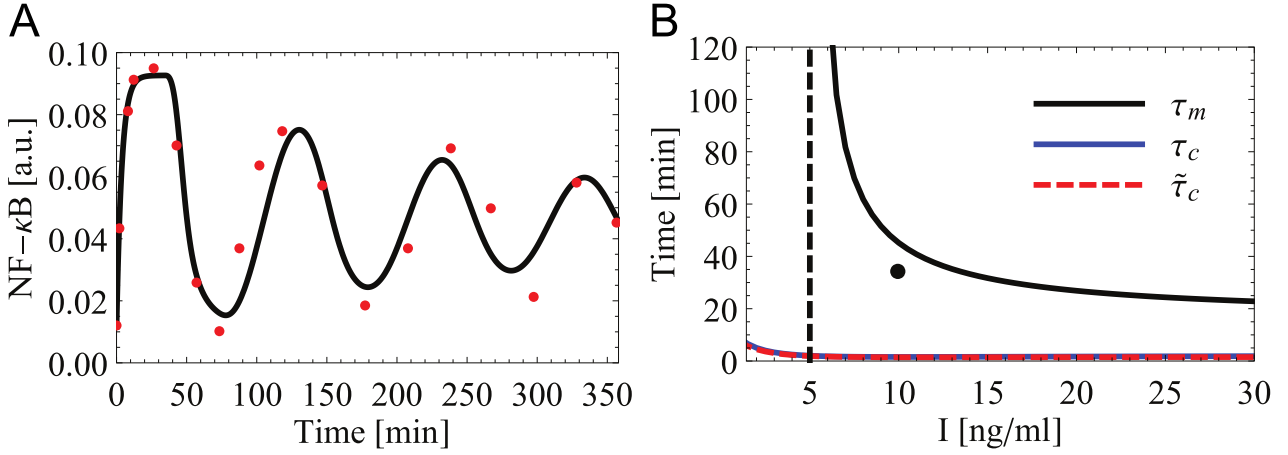 A
NF−κB [a.u.]
0.10
0.08
0.06
0.04
0.02
0.00
0 50 100 150 200 250 300 350
Time [min]
B
Time [min]
120
100
80
60
40
20
0
τm
τc
τ̃c
5 10 15 20 25 30
I [ng/ml]